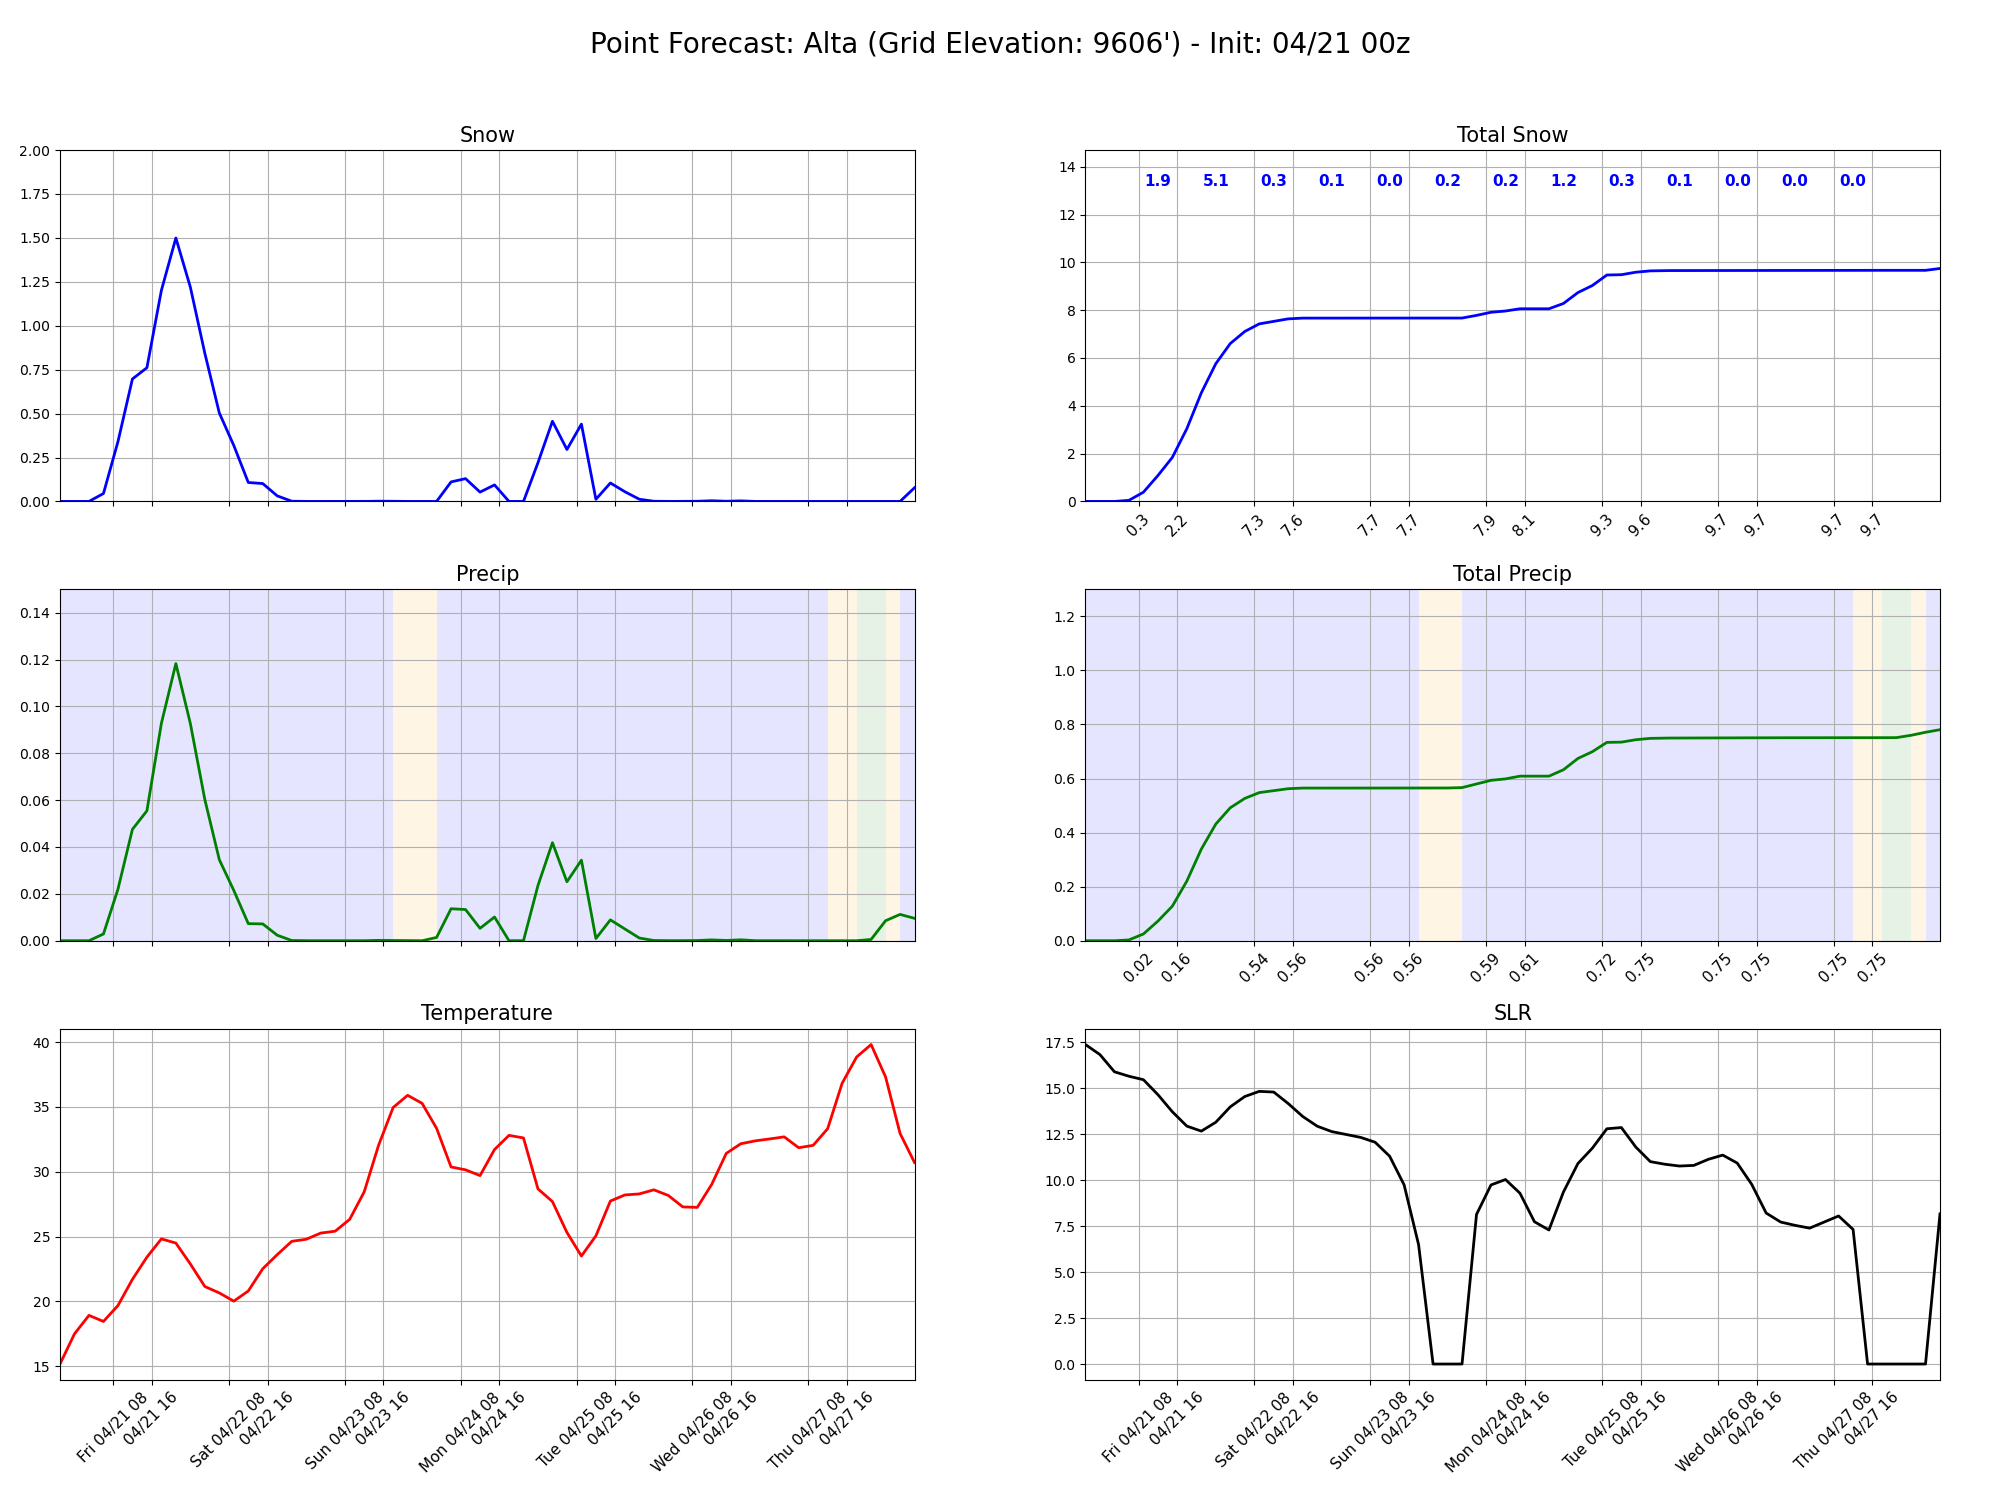 Point Forecast: Alta (Grid Elevation: 9606') - Init: 04/21 00z
Snow
2.00
1.75
1.50
1.25
1.00
0.75
0.50
0.25
0.00
Total Snow
14
12
10
8
6
4
2
0
1.9 5.1 0.3 0.1 0.0 0.2 0.2 1.2 0.3 0.1 0.0 0.0 0.0
0.3 2.2 7.3 7.6 7.7 7.7 7.9 8.1 9.3 9.6 9.7 9.7 9.7 9.7
Precip
0.14
0.12
0.10
0.08
0.06
0.04
0.02
0.00
Total Precip
1.2
1.0
0.8
0.6
0.4
0.2
0.0
0.02 0.16 0.54 0.56 0.56 0.56 0.59 0.61 0.72 0.75 0.75 0.75 0.75 0.75
Temperature
40
35
30
25
20
15
Fri 04/21 08
04/21 16
Sat 04/22 08
04/22 16
Sun 04/23 08
04/23 16
Mon 04/24 08
04/24 16
Tue 04/25 08
04/25 16
Wed 04/26 08
04/26 16
Thu 04/27 08
04/27 16
SLR
17.5
15.0
12.5
10.0
7.5
5.0
2.5
0.0
Fri 04/21 08
04/21 16
Sat 04/22 08
04/22 16
Sun 04/23 08
04/23 16
Mon 04/24 08
04/24 16
Tue 04/25 08
04/25 16
Wed 04/26 08
04/26 16
Thu 04/27 08
04/27 16